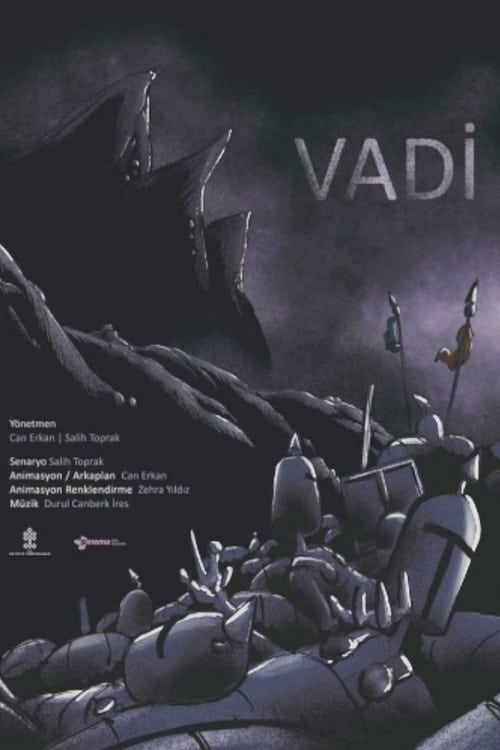 VADİ
Yönetmen
Can Erkan | Salih Toprak
Senaryo Salih Toprak
Animasyon / Arkaplan Can Erkan
Animasyon Renklendirme Zehra Yıldız
Müzik Durul Canberk İres
sinema